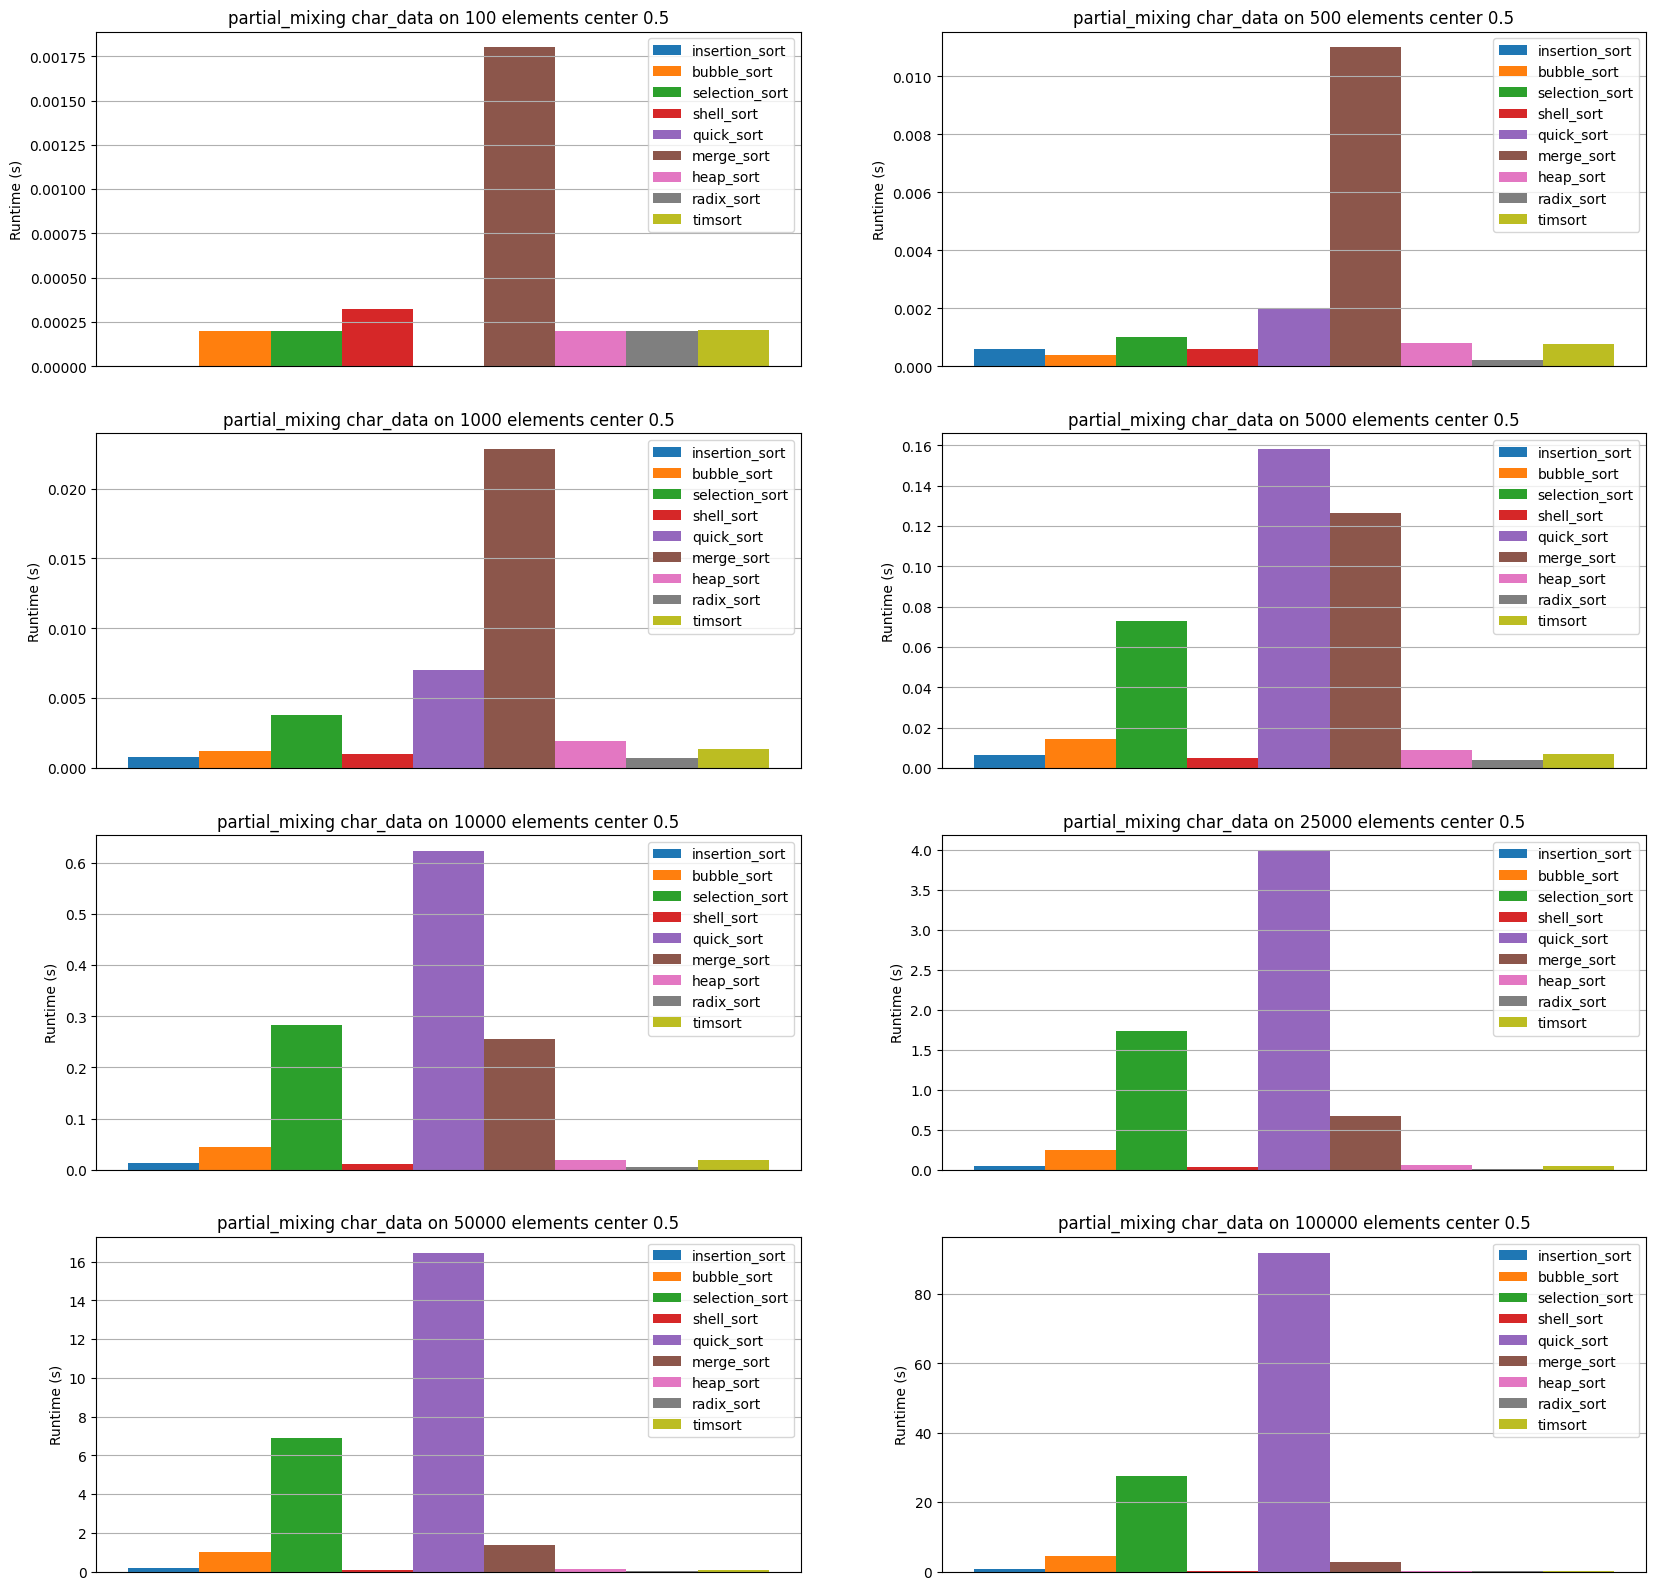 partial_mixing char_data on 100 elements center 0.5
Runtime (s)
0.00175
0.00150
0.00125
0.00100
0.00075
0.00050
0.00025
0.00000
insertion_sort
bubble_sort
selection_sort
shell_sort
quick_sort
merge_sort
heap_sort
radix_sort
timsort
partial_mixing char_data on 500 elements center 0.5
Runtime (s)
0.010
0.008
0.006
0.004
0.002
0.000
insertion_sort
bubble_sort
selection_sort
shell_sort
quick_sort
merge_sort
heap_sort
radix_sort
timsort
partial_mixing char_data on 1000 elements center 0.5
Runtime (s)
0.020
0.015
0.010
0.005
0.000
insertion_sort
bubble_sort
selection_sort
shell_sort
quick_sort
merge_sort
heap_sort
radix_sort
timsort
partial_mixing char_data on 5000 elements center 0.5
Runtime (s)
0.16
0.14
0.12
0.10
0.08
0.06
0.04
0.02
0.00
insertion_sort
bubble_sort
selection_sort
shell_sort
quick_sort
merge_sort
heap_sort
radix_sort
timsort
partial_mixing char_data on 10000 elements center 0.5
Runtime (s)
0.6
0.5
0.4
0.3
0.2
0.1
0.0
insertion_sort
bubble_sort
selection_sort
shell_sort
quick_sort
merge_sort
heap_sort
radix_sort
timsort
partial_mixing char_data on 25000 elements center 0.5
Runtime (s)
4.0
3.5
3.0
2.5
2.0
1.5
1.0
0.5
0.0
insertion_sort
bubble_sort
selection_sort
shell_sort
quick_sort
merge_sort
heap_sort
radix_sort
timsort
partial_mixing char_data on 50000 elements center 0.5
Runtime (s)
16
14
12
10
8
6
4
2
0
insertion_sort
bubble_sort
selection_sort
shell_sort
quick_sort
merge_sort
heap_sort
radix_sort
timsort
partial_mixing char_data on 100000 elements center 0.5
Runtime (s)
80
60
40
20
0
insertion_sort
bubble_sort
selection_sort
shell_sort
quick_sort
merge_sort
heap_sort
radix_sort
timsort